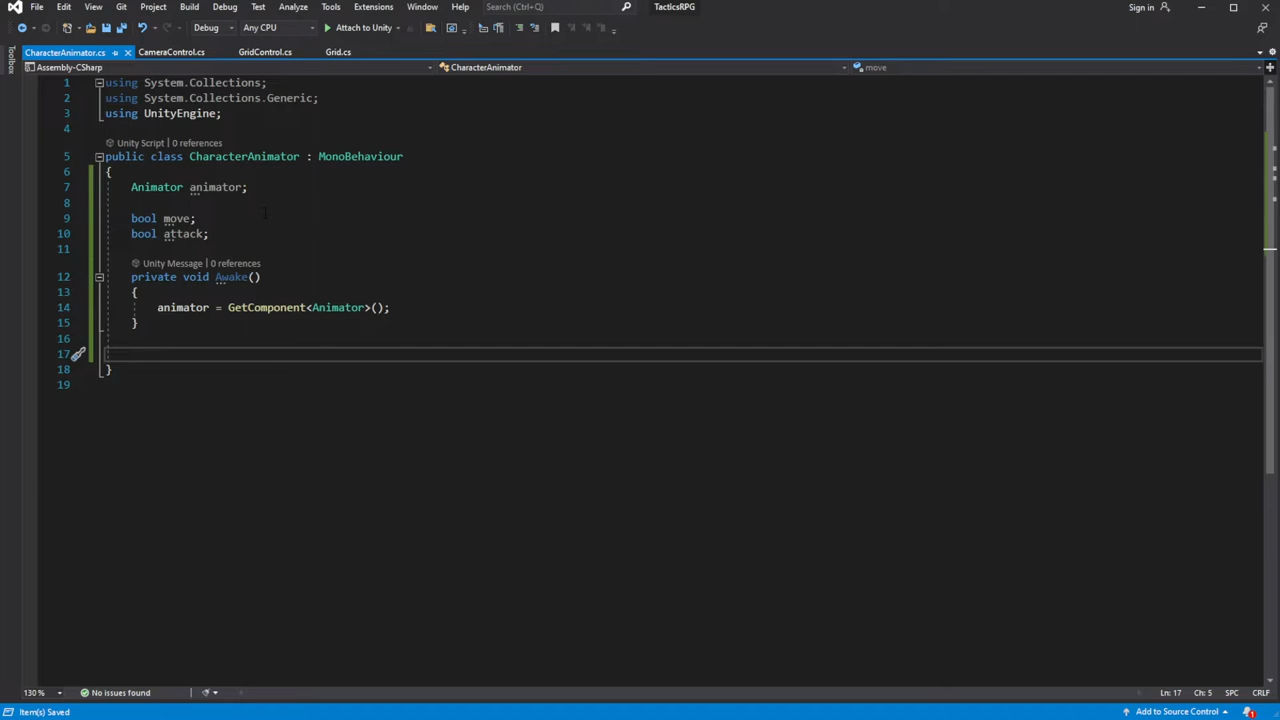 File Edit View Git Project Build Debug Test Analyze Tools Extensions Window Help Search (Ctrl+Q) TacticsRPG Sign in
Debug Any CPU Attach to Unity
CharacterAnimator.cs CameraControl.cs GridControl.cs Grid.cs
Toolbox
Assembly-CSharp CharacterAnimator move
1 using System.Collections;
2 using System.Collections.Generic;
3 using UnityEngine;
4
Unity Script | 0 references
5 public class CharacterAnimator : MonoBehaviour
6 {
7 Animator animator;
8
9 bool move;
10 bool attack;
11
Unity Message | 0 references
12 private void Awake()
13 {
14 animator = GetComponent<Animator>();
15 }
16
17
18 }
19
130 % No issues found Ln: 17 Ch: 5 SPC CRLF
Item(s) Saved Add to Source Control 1